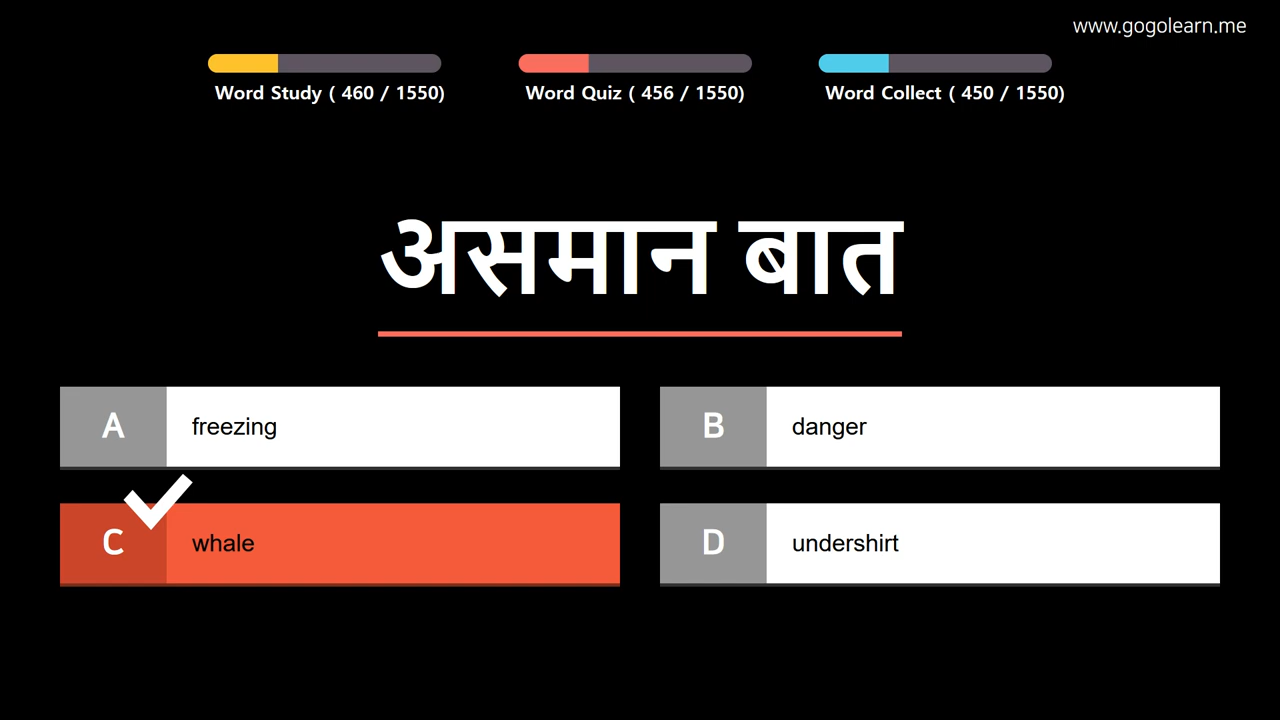 www.gogolearn.me
Word Study ( 460 / 1550)
Word Quiz ( 456 / 1550)
Word Collect ( 450 / 1550)
असमान बात
A freezing
B danger
C whale
D undershirt